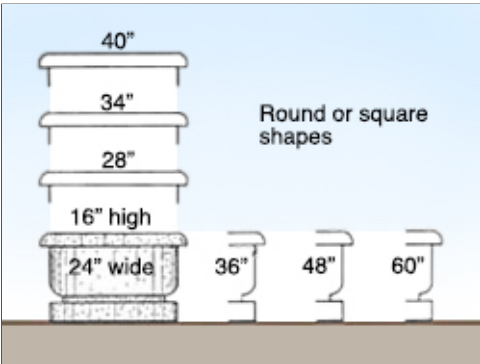 40”
34”
Round or square
shapes
28”
16” high
24” wide 36” 48” 60”